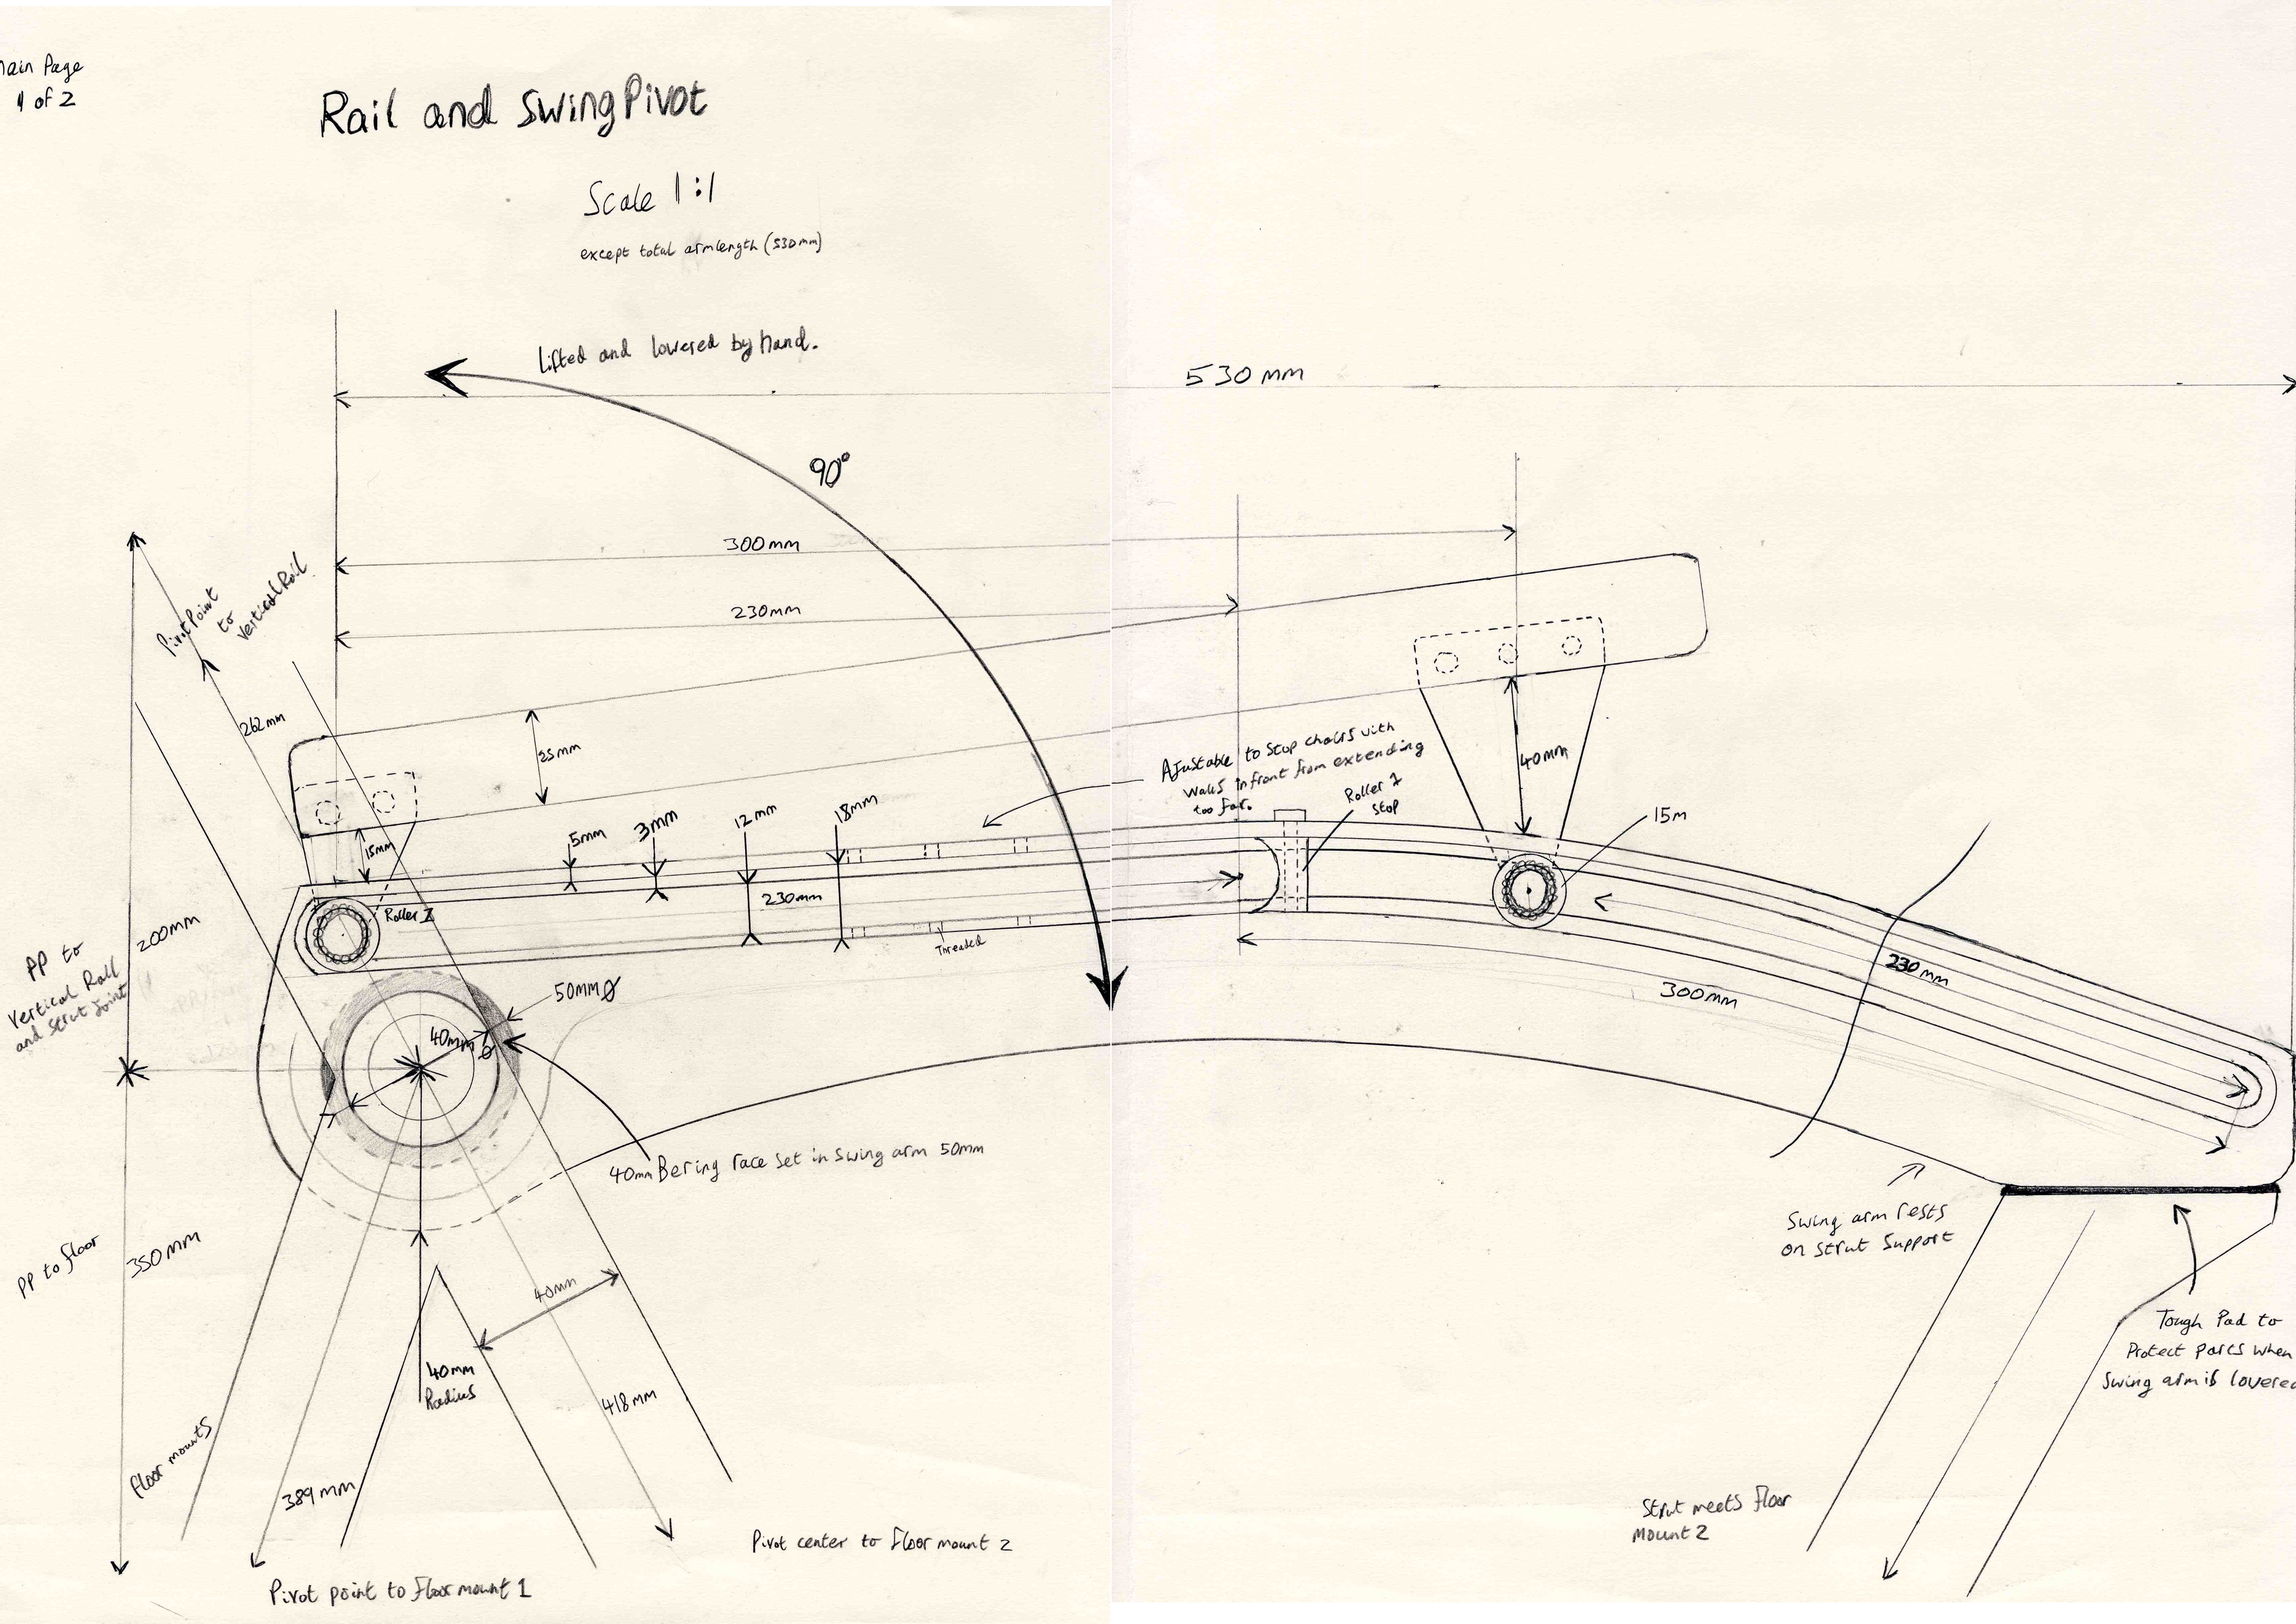 Main Page
1 of 2
Rail and Swing Pivot
Scale 1:1
except total armlength (530mm)
Lifted and lowered by hand.
530mm
90°
300mm
230mm
Pivot Point
to
Vertical Rail
262mm
25mm
40mm
Ajustable to stop chairs with
walls infront from extending
too far.
Roller 1
stop
15m
5mm
3mm
12mm
18mm
15mm
230mm
Roller 1
Threaded
200mm
PP to
Vertical Rail
and Strut Joint
50mmØ
40mm
Ø
230mm
300mm
40mm Bering race set in Swing arm 50mm
Swing arm rests
on strut support
PP to floor
350mm
40mm
40mm
Radius
418mm
Tough Pad to
Protect parts when
Swing arm is lowered
floor mounts
389mm
Strut meets floor
mount 2
Pivot center to floor mount 2
Pivot point to floor mount 1